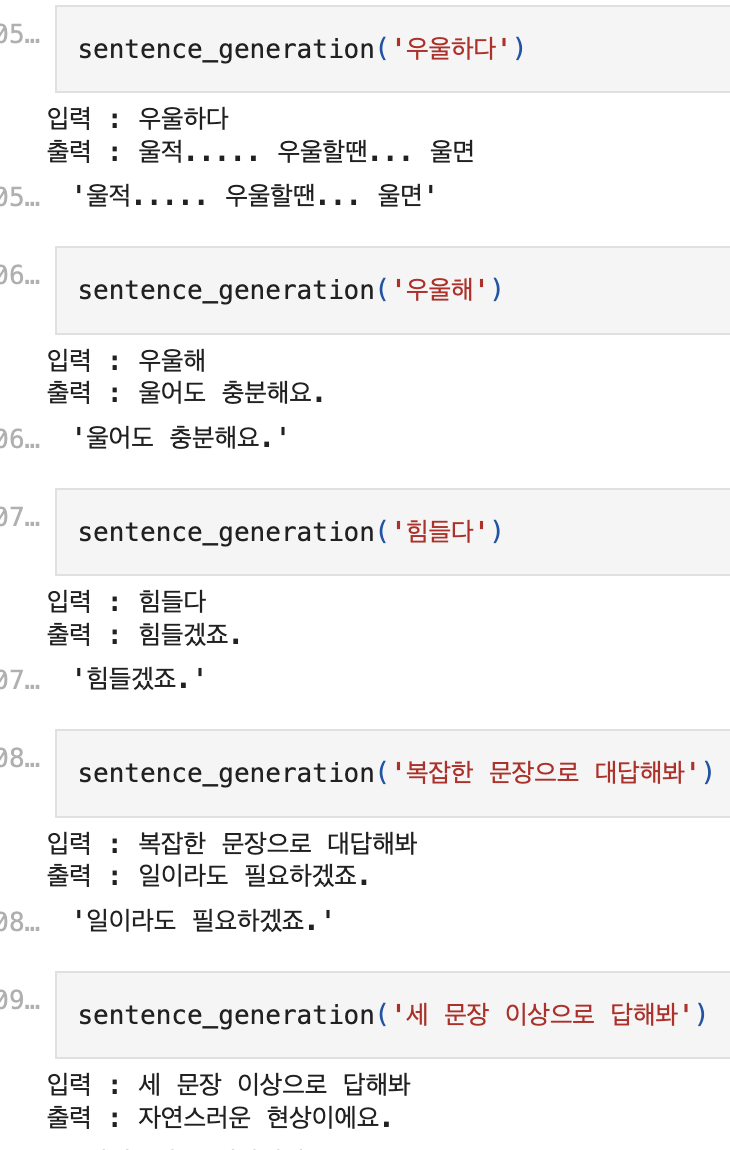 05…
sentence_generation('우울하다')
입력 : 우울하다
출력 : 울적..... 우울할땐... 울면
05…
'울적..... 우울할땐... 울면'
06…
sentence_generation('우울해')
입력 : 우울해
출력 : 울어도 충분해요.
06…
'울어도 충분해요.'
07…
sentence_generation('힘들다')
입력 : 힘들다
출력 : 힘들겠죠.
07…
'힘들겠죠.'
08…
sentence_generation('복잡한 문장으로 대답해봐')
입력 : 복잡한 문장으로 대답해봐
출력 : 일이라도 필요하겠죠.
08…
'일이라도 필요하겠죠.'
09…
sentence_generation('세 문장 이상으로 답해봐')
입력 : 세 문장 이상으로 답해봐
출력 : 자연스러운 현상이에요.